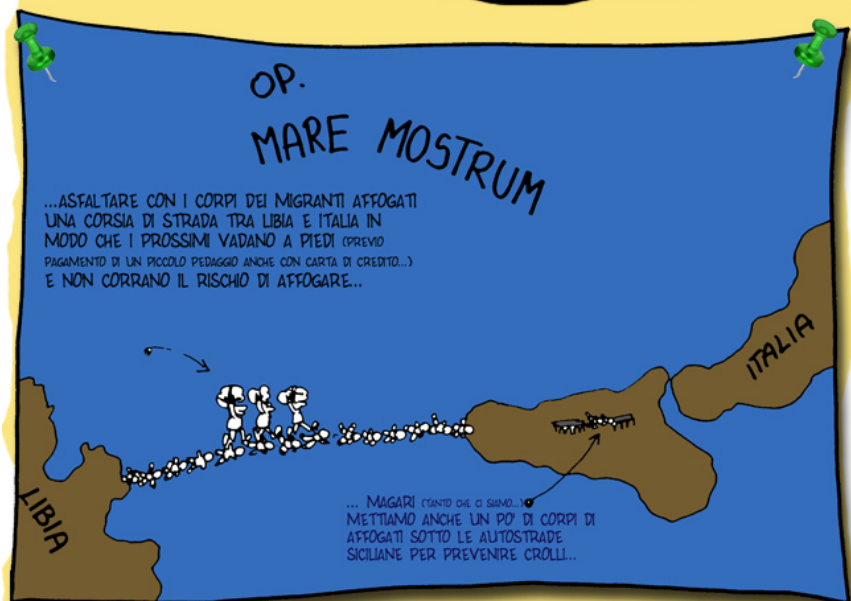 OP.
MARE MOSTRUM
...ASFALTARE CON I CORPI DEI MIGRANTI AFFOGATI
UNA CORSIA DI STRADA TRA LIBIA E ITALIA IN
MODO CHE I PROSSIMI VADANO A PIEDI (PREVIO
PAGAMENTO DI UN PICCOLO PEDAGGIO ANCHE CON CARTA DI CREDITO...)
E NON CORRANO IL RISCHIO DI AFFOGARE...
ITALIA
LIBIA
... MAGARI (TANTO CHE CI SIAMO...)
METTIAMO ANCHE UN PO' DI CORPI DI
AFFOGATI SOTTO LE AUTOSTRADE
SICILIANE PER PREVENIRE CROLLI...